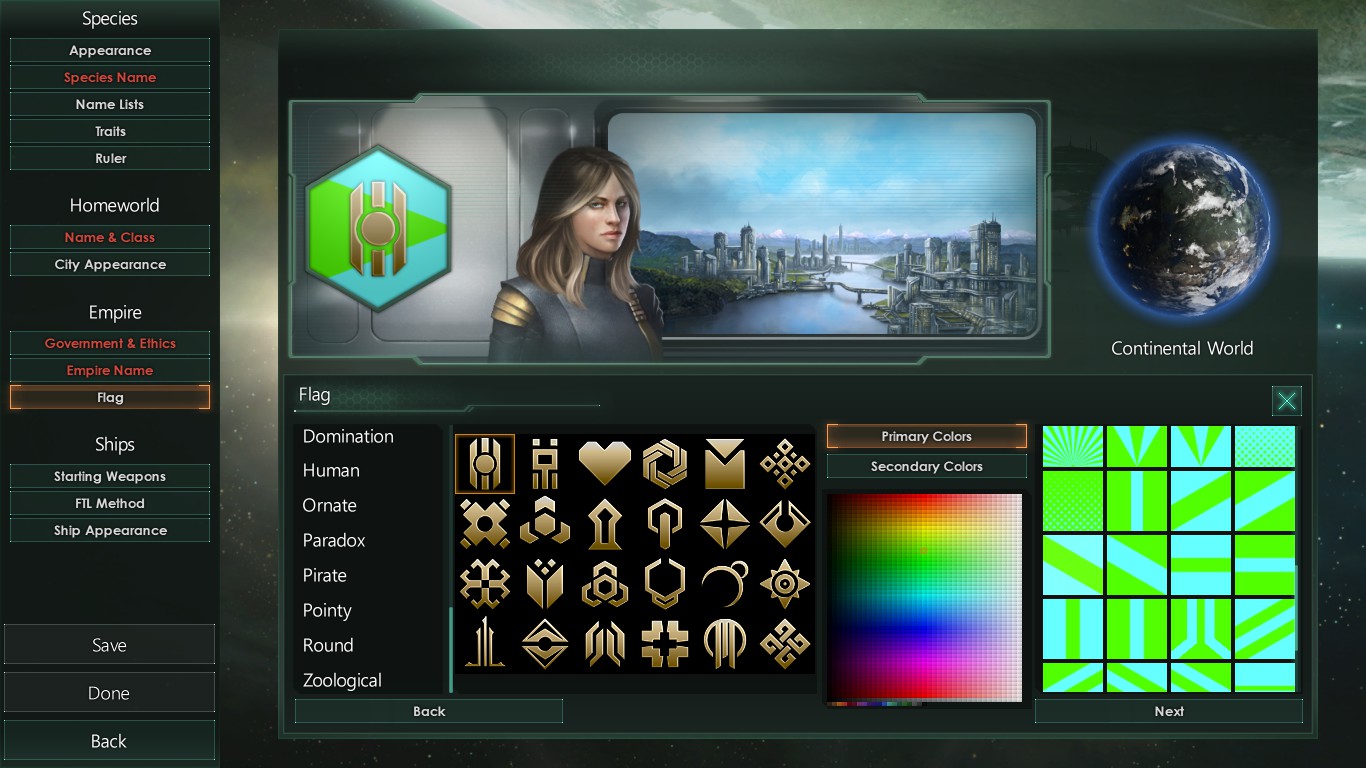 Species
Appearance
Species Name
Name Lists
Traits
Ruler
Homeworld
Name & Class
City Appearance
Empire
Government & Ethics
Empire Name
Flag
Ships
Starting Weapons
FTL Method
Ship Appearance
Save
Done
Back
Continental World
Flag
Domination
Human
Ornate
Paradox
Pirate
Pointy
Round
Zoological
Primary Colors
Secondary Colors
Back
Next